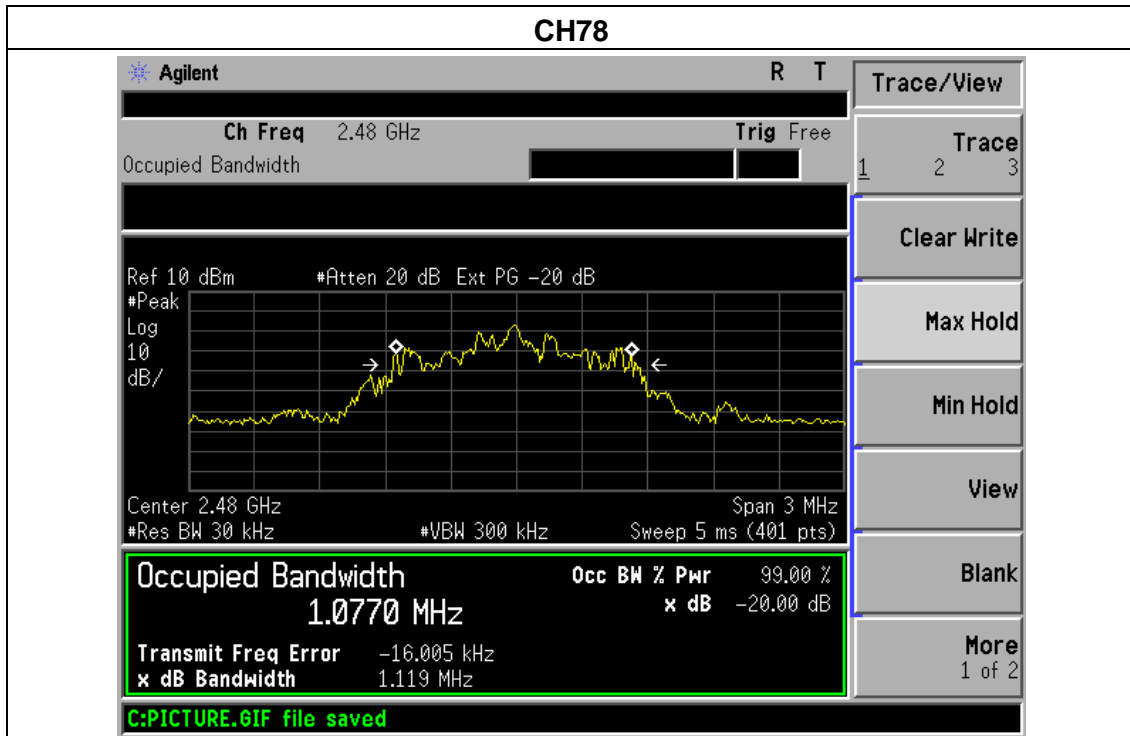 CH78
Agilent R T
Trace/View
Ch Freq 2.48 GHz Trig Free
Occupied Bandwidth
Trace
1 2 3
Clear Write
Ref 10 dBm #Atten 20 dB Ext PG -20 dB
#Peak
Log
10
dB/
Max Hold
Min Hold
View
Center 2.48 GHz Span 3 MHz
#Res BW 30 kHz #VBW 300 kHz Sweep 5 ms (401 pts)
Occupied Bandwidth Occ BW % Pwr 99.00 %
1.0770 MHz x dB -20.00 dB
Blank
Transmit Freq Error -16.005 kHz
x dB Bandwidth 1.119 MHz
More
1 of 2
C:PICTURE.GIF file saved